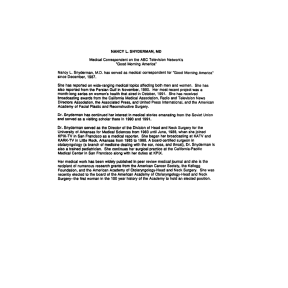 NANCY L. SNYDERMAN, MD
Medical Correspondent on the ABC Television Network's
"Good Morning America"
Nancy L. Snyderman, M.D. has served as medical correspondent for "Good Morning America"
since December, 1987.
She has reported on wide-ranging medical topics affecting both men and women. She has
also reported from the Persian Gulf in November, 1990. Her most recent project was a
month-long series on women's health that aired in October, 1991. She has received
broadcasting awards from the California Medical Association, Radio and Television News
Directors Association, the Associated Press, and United Press International, and the American
Academy of Facial Plastic and Reconstructive Surgery.
Dr. Snyderman has continued her interest in medical stories emanating from the Soviet Union
and served as a visiting scholar there in 1990 and 1991.
Dr. Snyderman served as the Director of the Division of Head and Neck Surgery for the
University of Arkansas for Medical Sciences from 1983 until June, 1988, when she joined
KPIX-TV in San Francisco as a medical reporter. She began her broadcasting at KATV and
KARK-TV in Little Rock, Arkansas from 1983 to 1988. A board-certified surgeon in
otolaryngology (a branch of medicine dealing with the ear, nose, and throat), Dr. Snyderman is
also a trained pediatrician. She continues her surgical practice at the California-Pacific
Medical Center in San Francisco along with her duties at KPIX.
Her medical work has been widely published in peer review medical journals and she is the
recipient of numerous research grants from the American Cancer Society, the Kellogg
Foundation, and the American Academy of Otolaryngology-Head and Neck Surgery. She was
recently elected to the board of the American Academy of Otolaryngology-Head and Neck
Surgery-the first woman in the 100 year history of the Academy to hold an elected position.